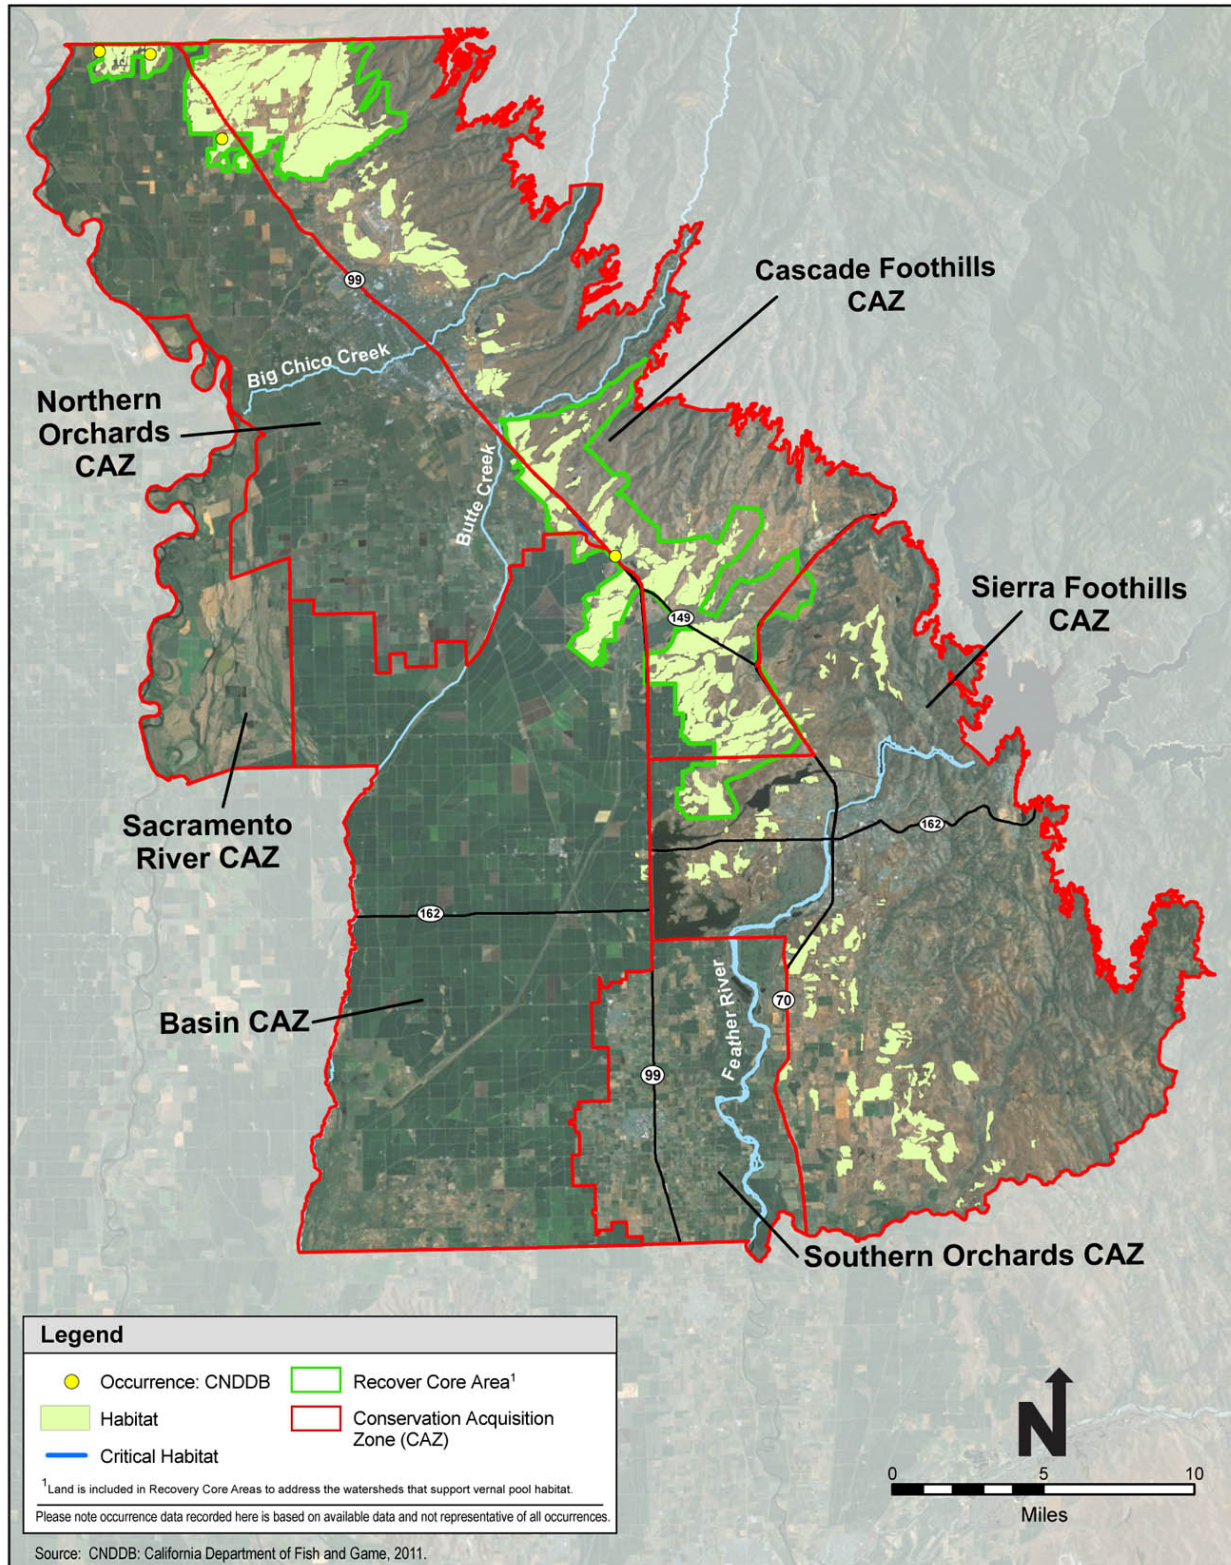 99
Cascade Foothills
CAZ
Big Chico Creek
Northern
Orchards
CAZ
Butte Creek
149
Sierra Foothills
CAZ
Sacramento
River CAZ
162
162
Basin CAZ
Feather River
70
99
Southern Orchards CAZ
Legend
Occurrence: CNDDB
Recover Core Area1
Habitat
Conservation Acquisition
Zone (CAZ)
Critical Habitat
1Land is included in Recovery Core Areas to address the watersheds that support vernal pool habitat.
Please note occurrence data recorded here is based on available data and not representative of all occurrences.
N
0 5 10
Miles
Source: CNDDB: California Department of Fish and Game, 2011.